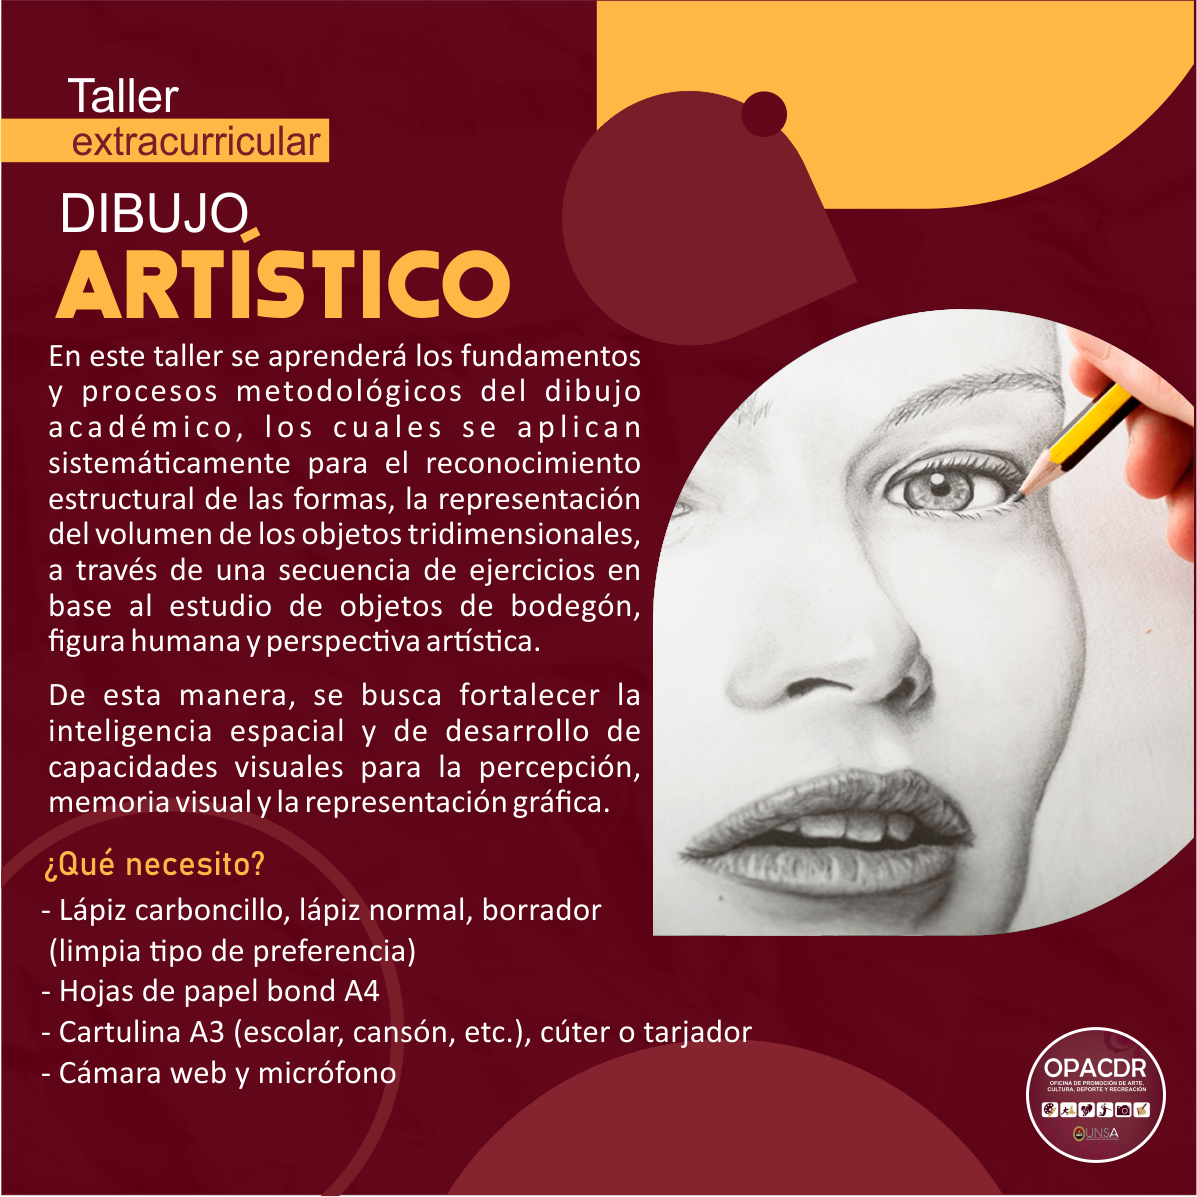 Taller
extracurricular
DIBUJO
ARTÍSTICO
En este taller se aprenderá los fundamentos
y procesos metodológicos del dibujo
académico, los cuales se aplican
sistemáticamente para el reconocimiento
estructural de las formas, la representación
del volumen de los objetos tridimensionales,
a través de una secuencia de ejercicios en
base al estudio de objetos de bodegón,
figura humana y perspectiva artística.
De esta manera, se busca fortalecer la
inteligencia espacial y de desarrollo de
capacidades visuales para la percepción,
memoria visual y la representación gráfica.
¿Qué necesito?
- Lápiz carboncillo, lápiz normal, borrador
(limpia tipo de preferencia)
- Hojas de papel bond A4
- Cartulina A3 (escolar, cansón, etc.), cúter o tarjador
- Cámara web y micrófono
OPACDR
OFICINA DE PROMOCIÓN DE ARTE,
CULTURA, DEPORTE Y RECREACIÓN
UNSA